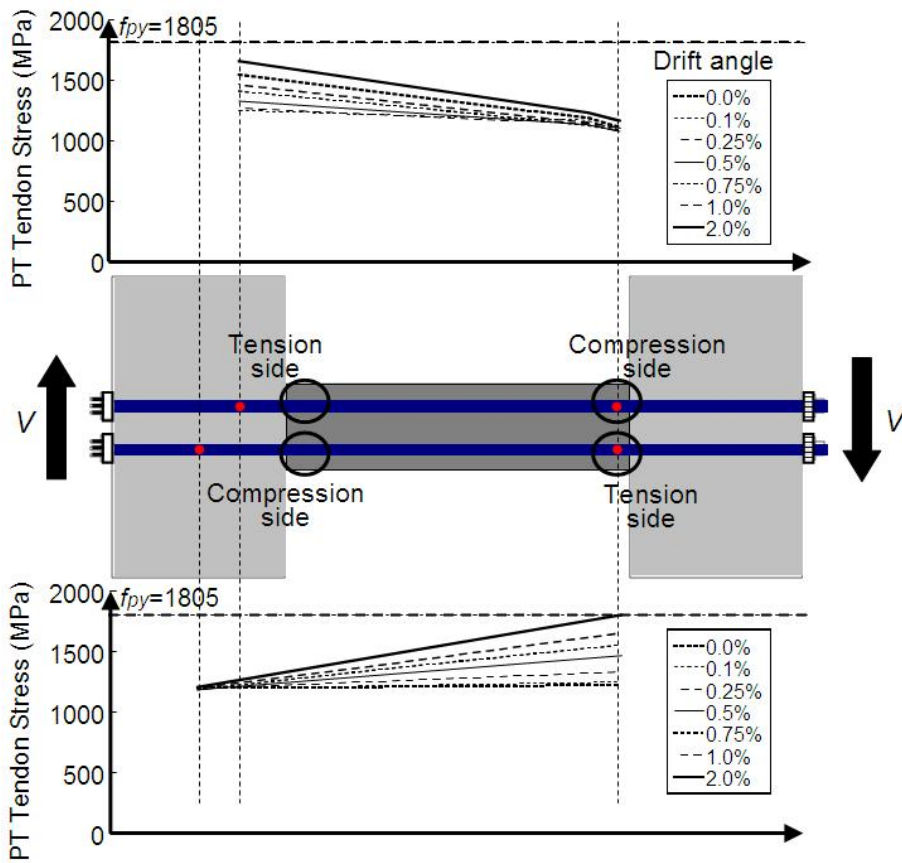 PT Tendon Stress (MPa)
2000
1500
1000
500
0
fpy=1805
Drift angle
0.0%
0.1%
0.25%
0.5%
0.75%
1.0%
2.0%
Tension
side
Compression
side
V
V
Compression
side
Tension
side
PT Tendon Stress (MPa)
2000
1500
1000
500
0
fpy=1805
0.0%
0.1%
0.25%
0.5%
0.75%
1.0%
2.0%